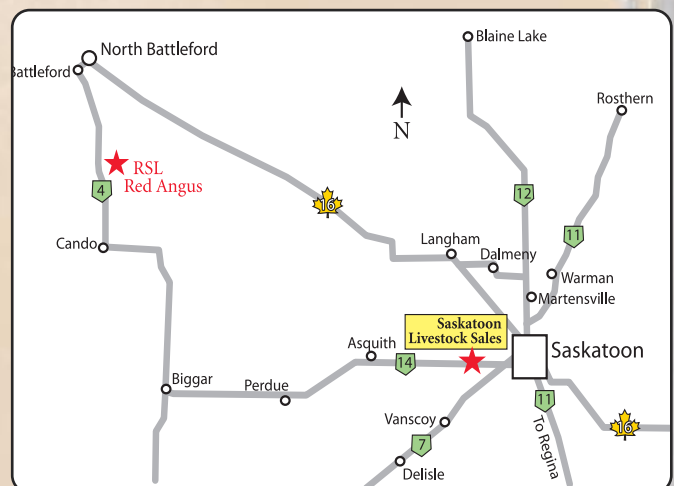 North Battleford
Battleford
Blaine Lake
Rosthern
N
RSL
Red Angus
4
16
12
11
Cando
Langham
Dalmeny
Warman
Martensville
Saskatoon
Livestock Sales
Asquith
14
Saskatoon
Biggar
Perdue
11
Vanscoy
16
7
To Regina
Delisle